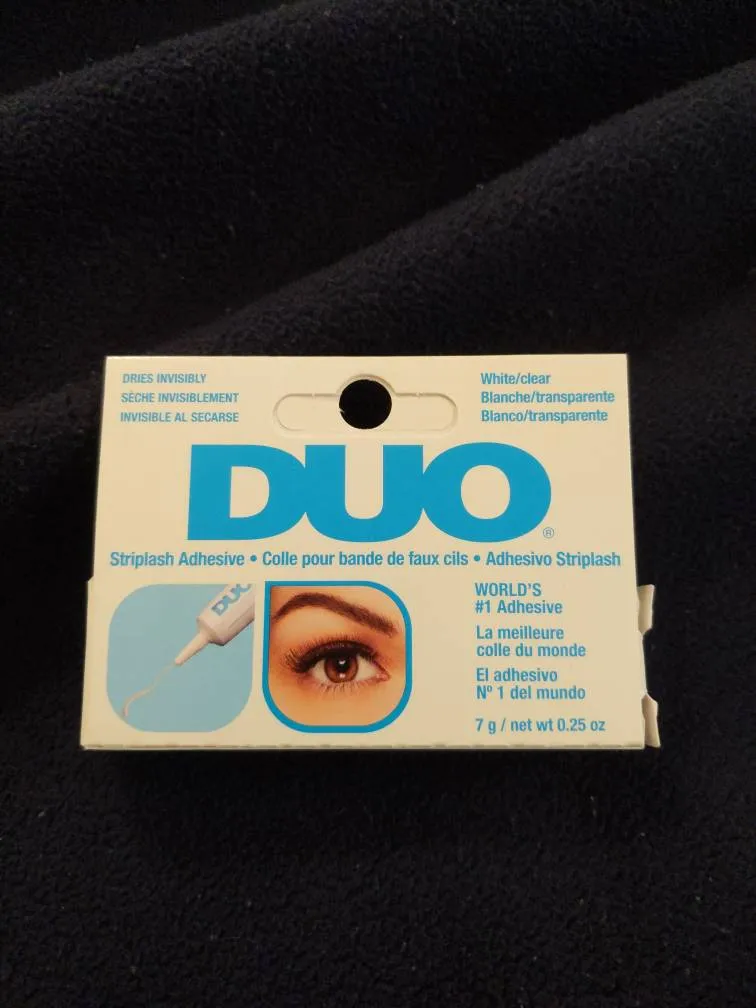 DRIES INVISIBLY
SÈCHE INVISIBLEMENT
INVISIBLE AL SECARSE
White/clear
Blanche/transparente
Blanco/transparente
DUO®
Striplash Adhesive • Colle pour bande de faux cils • Adhesivo Striplash
DUO
WORLD'S
#1 Adhesive
La meilleure
colle du monde
El adhesivo
Nº 1 del mundo
7 g / net wt 0.25 oz